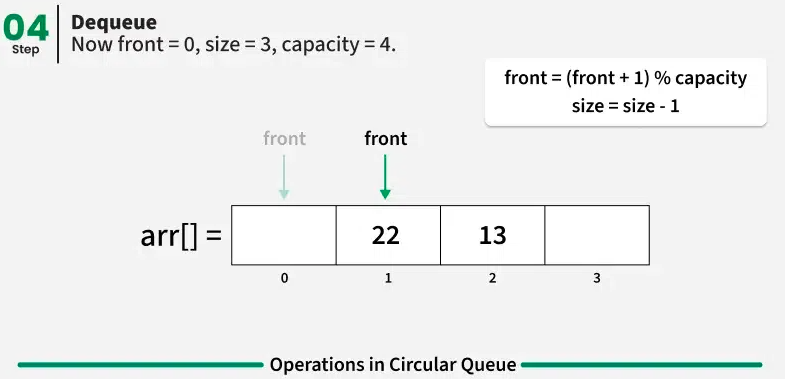 04
Step
Dequeue
Now front = 0, size = 3, capacity = 4.
front = (front + 1) % capacity
size = size - 1
front front
arr[] = 22 13
0 1 2 3
Operations in Circular Queue